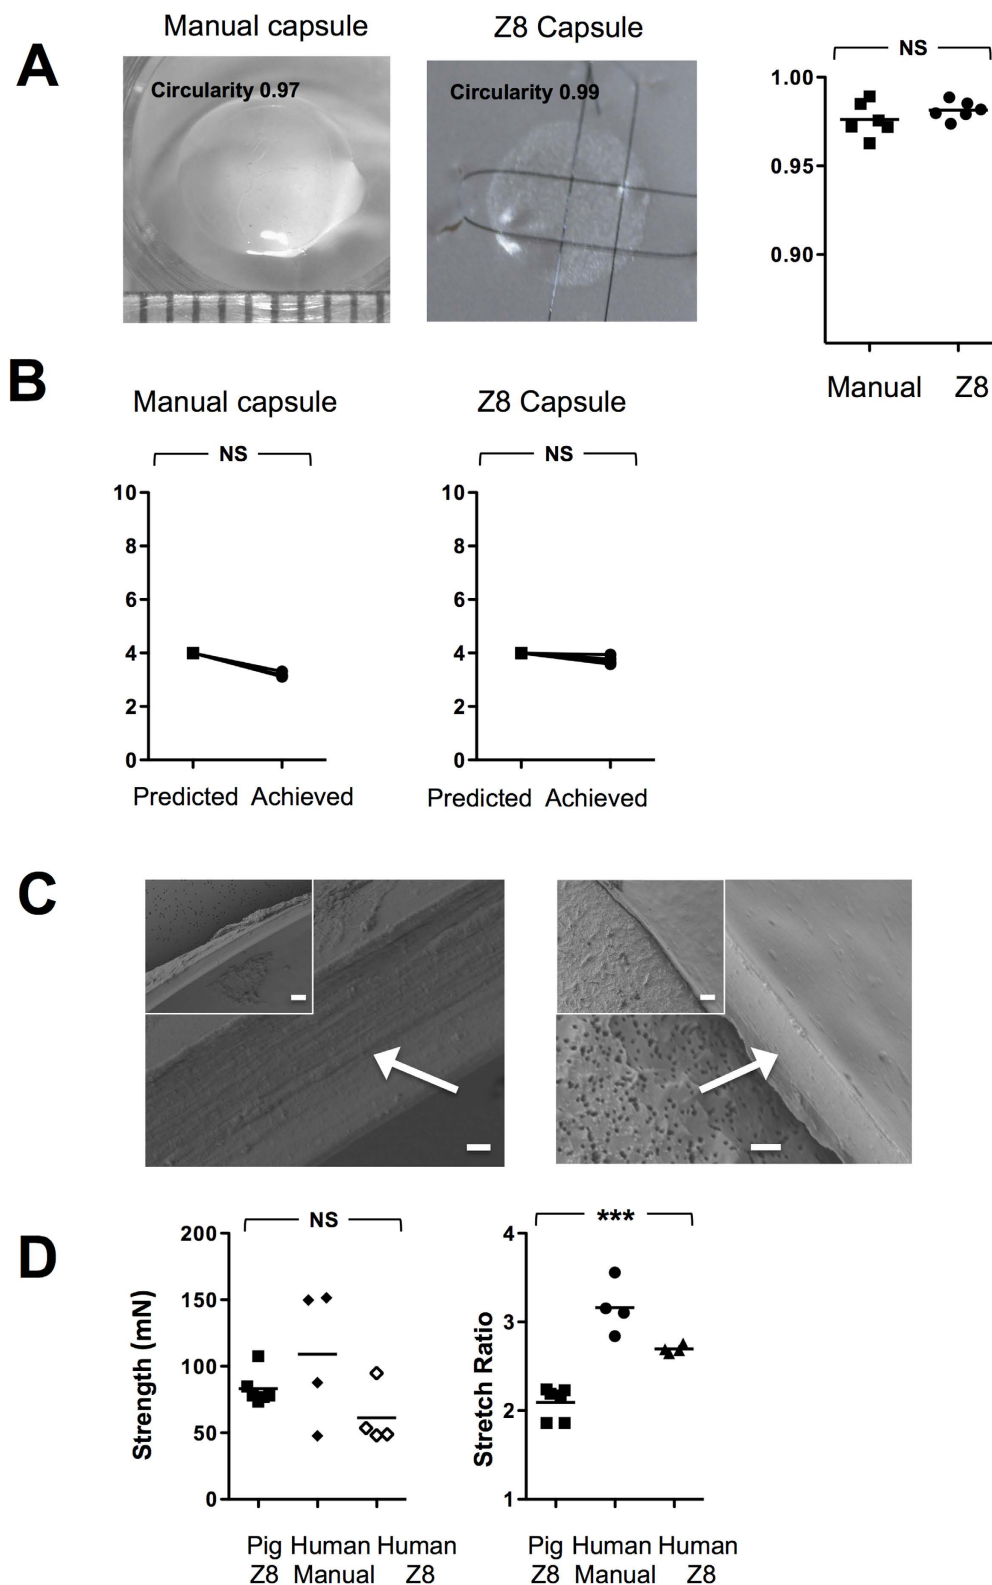 A
Manual capsule
Z8 Capsule
Circularity 0.97
Circularity 0.99
NS
1.00
0.95
0.90
Manual Z8
B
Manual capsule
Z8 Capsule
NS
NS
10
8
6
4
2
0
Predicted Achieved
10
8
6
4
2
0
Predicted Achieved
C
D
NS
200
150
100
50
0
Strength (mN)
Pig Human Human
Z8 Manual Z8
***
4
3
2
1
Stretch Ratio
Pig Human Human
Z8 Manual Z8